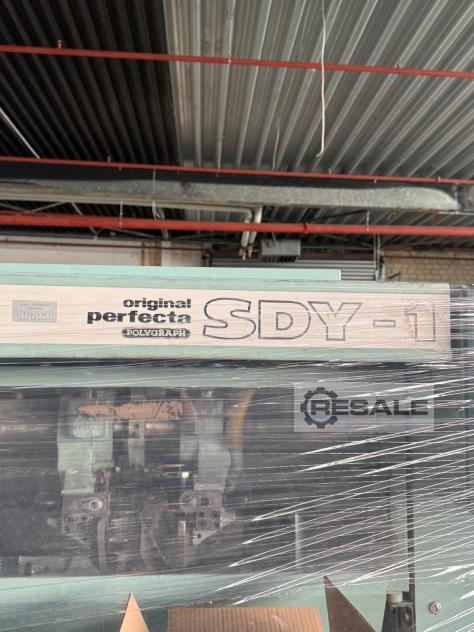 original
perfecta
POLYGRAPH
SDY-1
RESALE